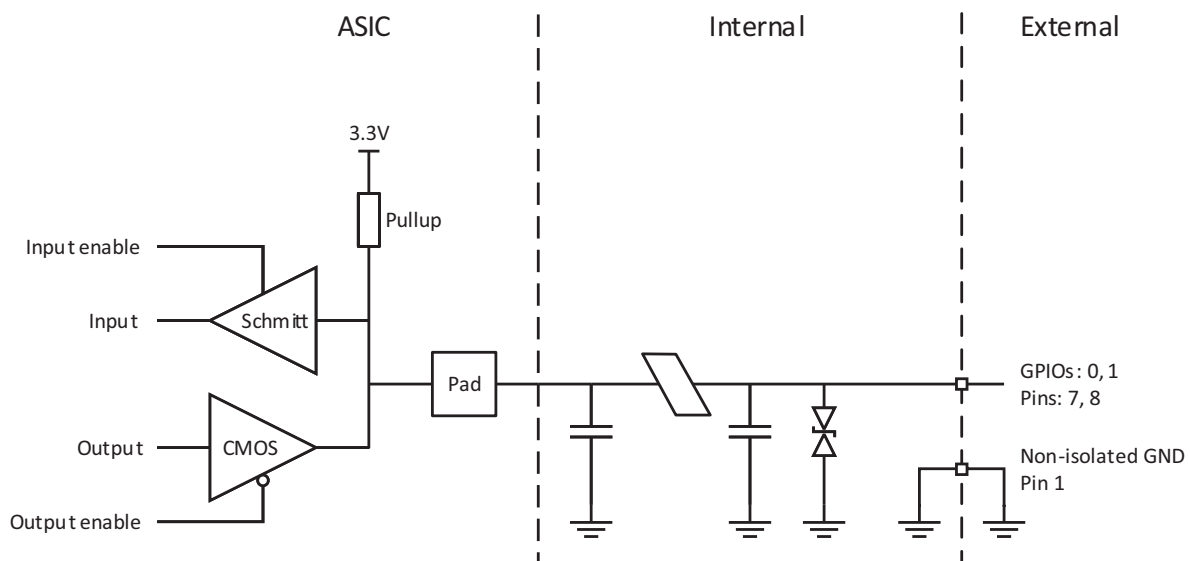 ASIC
Internal
External
3.3V
Pullup
Input enable
Input
Schmitt
Pad
GPIOs: 0, 1
Pins: 7, 8
Output
CMOS
Non-isolated GND
Pin 1
Output enable